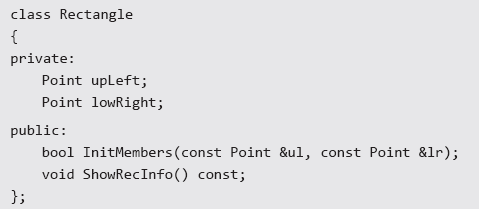 class Rectangle
{
private:
    Point upLeft;
    Point lowRight;
public:
    bool InitMembers(const Point &ul, const Point &lr);
    void ShowRecInfo() const;
};